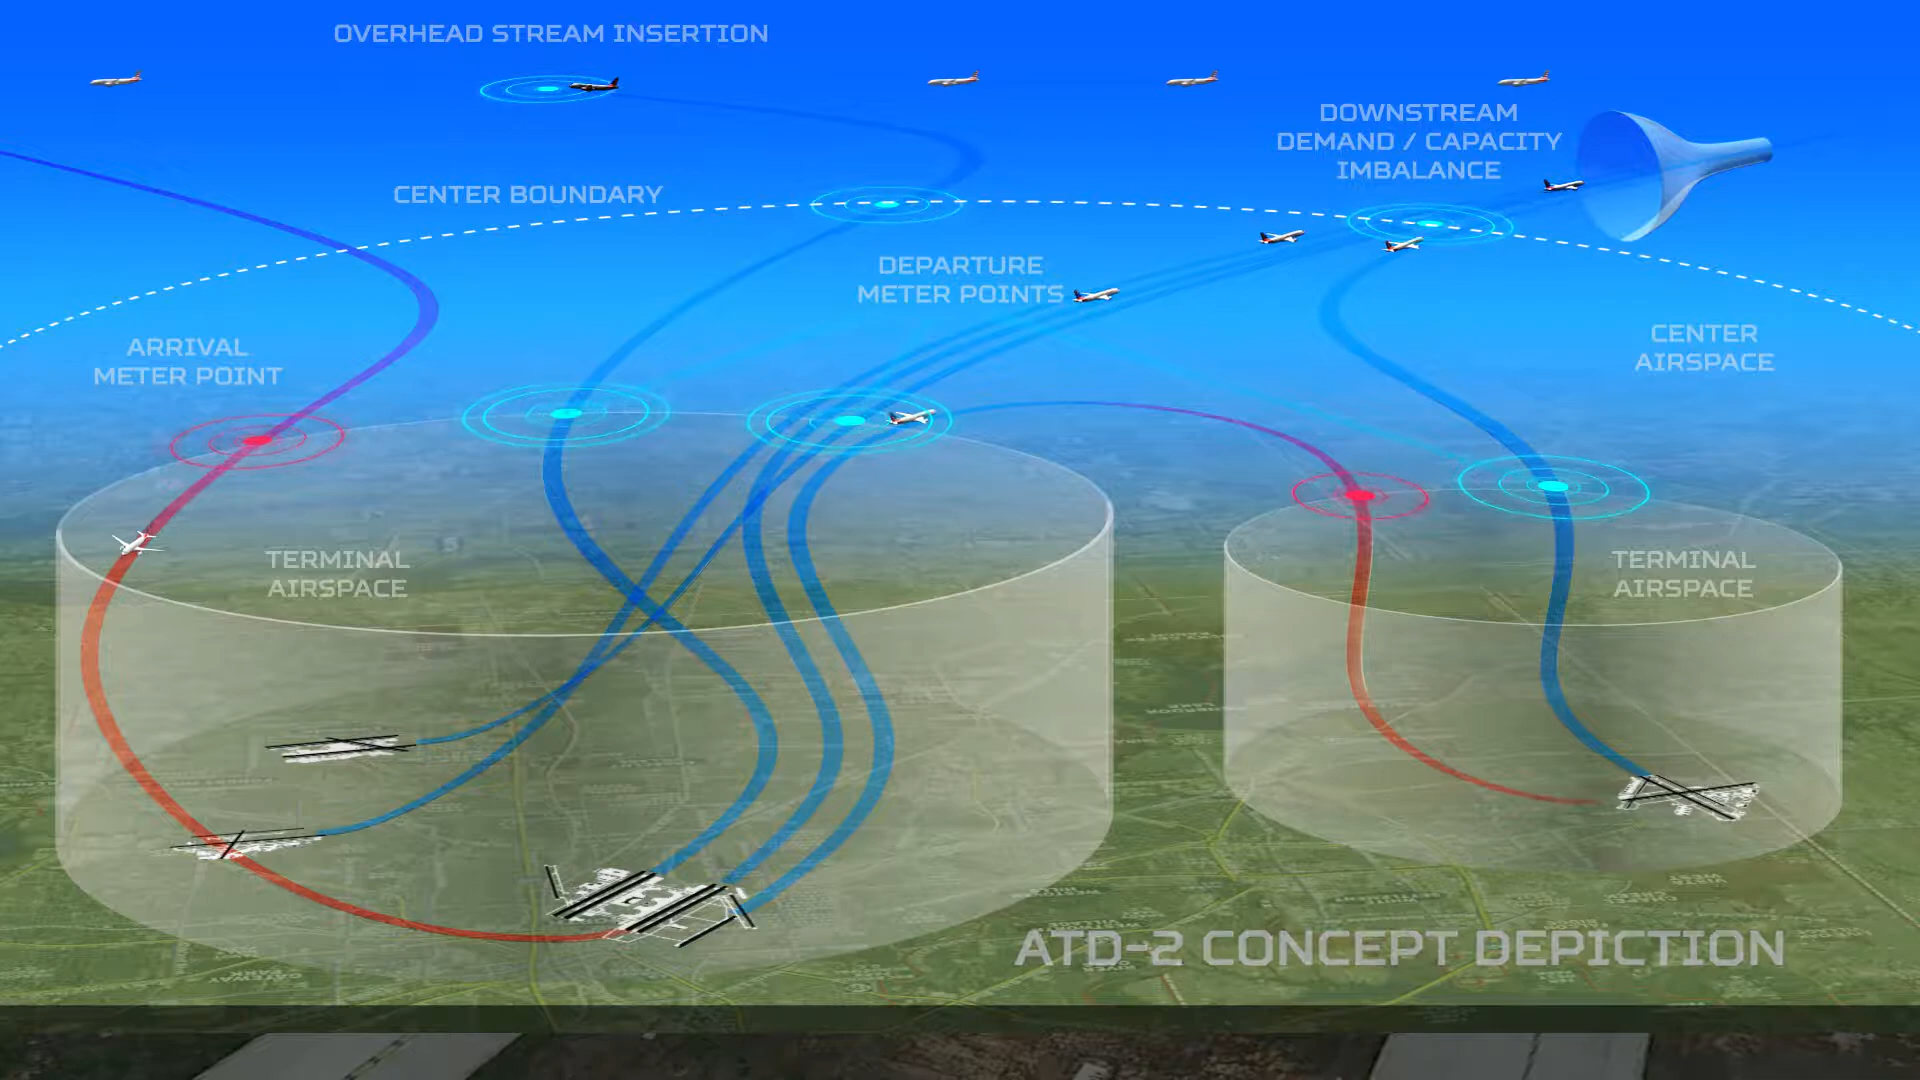 OVERHEAD STREAM INSERTION
DOWNSTREAM
DEMAND / CAPACITY
IMBALANCE
CENTER BOUNDARY
DEPARTURE
METER POINTS
ARRIVAL
METER POINT
CENTER
AIRSPACE
TERMINAL
AIRSPACE
TERMINAL
AIRSPACE
ATD-2 CONCEPT DEPICTION